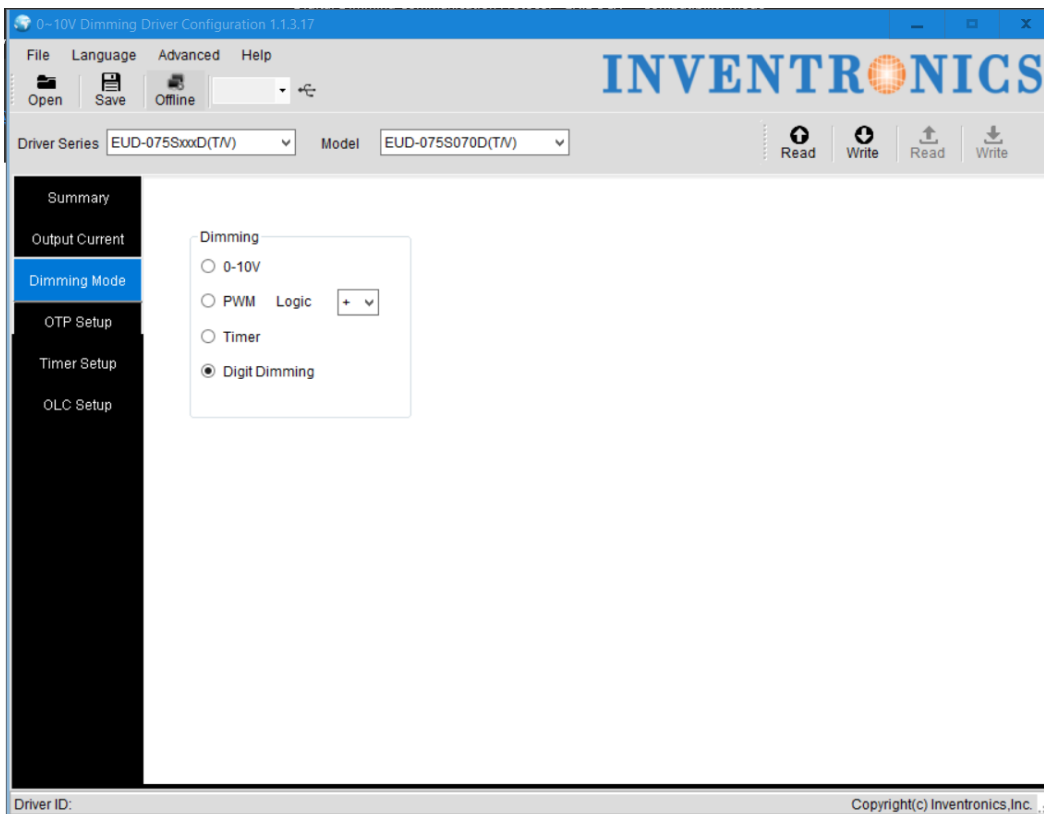 0~10V Dimming Driver Configuration 1.1.3.17
File Language Advanced Help
INVENTRONICS
Open Save Offline
Driver Series EUD-075SxxxD(T/V) Model EUD-075S070D(T/V)
Read Write Read Write
Summary
Output Current
Dimming Mode
OTP Setup
Timer Setup
OLC Setup
Dimming
0-10V
PWM Logic +
Timer
Digit Dimming
Driver ID:
Copyright(c) Inventronics,Inc.